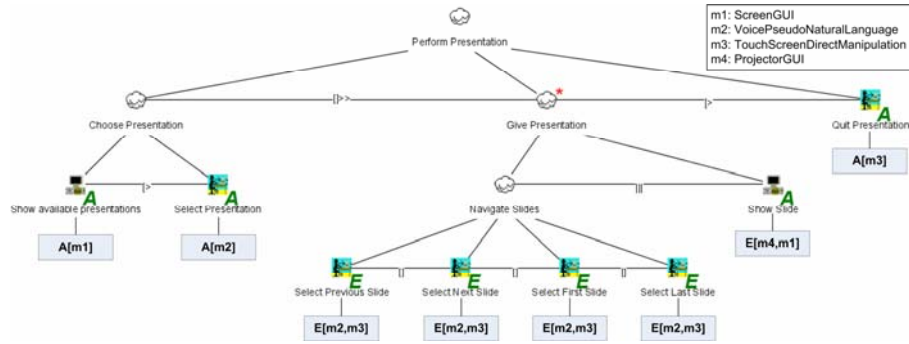 m1: ScreenGUI
m2: VoicePseudoNaturalLanguage
m3: TouchScreenDirectManipulation
m4: ProjectorGUI
Perform Presentation
*
[]>>
[>
A
Choose Presentation
Give Presentation
Quit Presentation
A[m3]
A
[>
A
A
Show available presentations
Select Presentation
Navigate Slides
|||
Show Slide
A[m1]
A[m2]
E[m4,m1]
E
[]
E
[]
E
[]
E
Select Previous Slide
Select Next Slide
Select First Slide
Select Last Slide
E[m2,m3]
E[m2,m3]
E[m2,m3]
E[m2,m3]